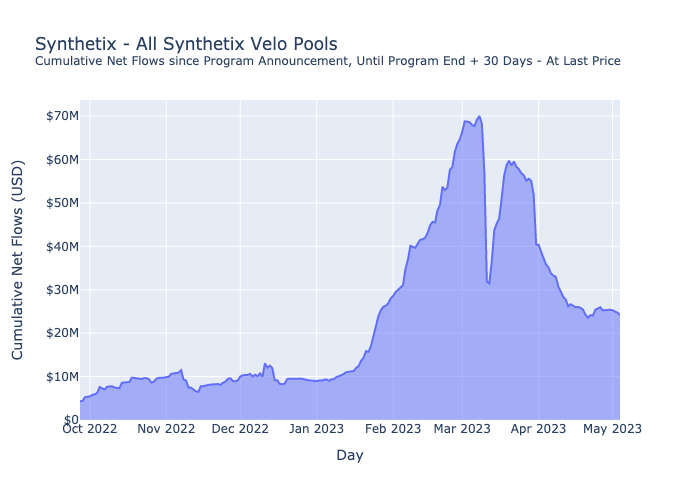 Synthetix - All Synthetix Velo Pools
Cumulative Net Flows since Program Announcement, Until Program End + 30 Days - At Last Price
Cumulative Net Flows (USD)
$70M
$60M
$50M
$40M
$30M
$20M
$10M
$0
Oct 2022 Nov 2022 Dec 2022 Jan 2023 Feb 2023 Mar 2023 Apr 2023 May 2023
Day